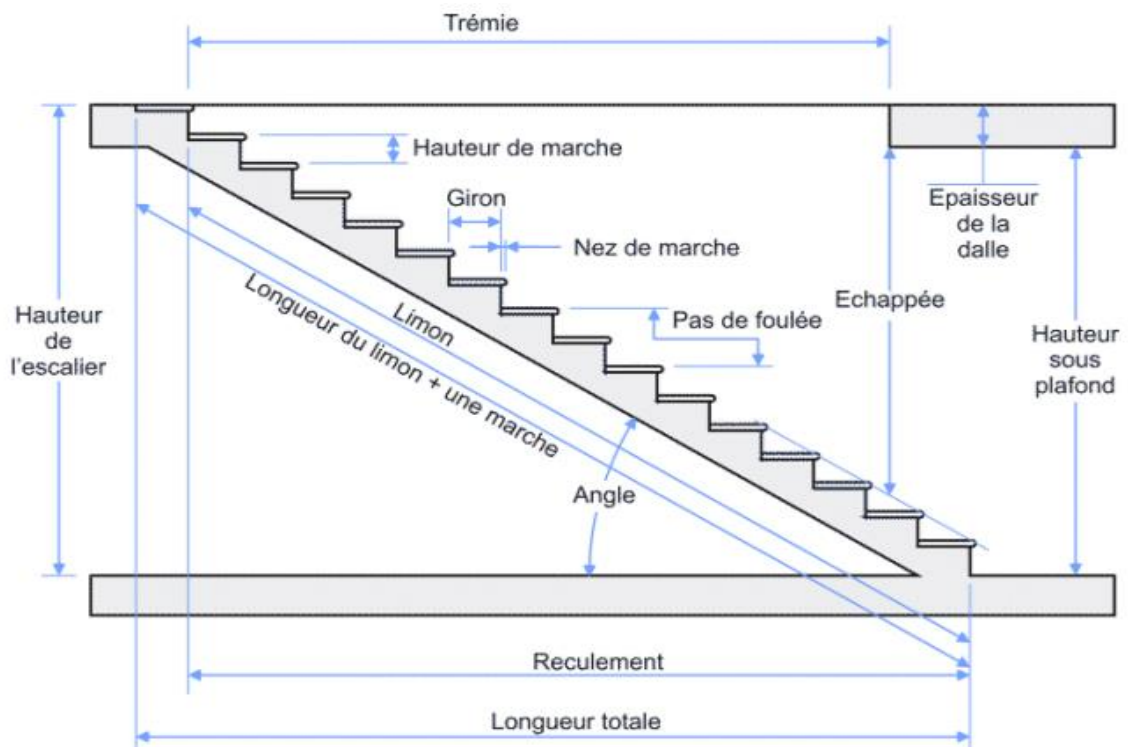 Trémie
Hauteur de marche
Giron
Nez de marche
Epaisseur
de la
dalle
Echappée
Hauteur
de
l'escalier
Limon
Longueur du limon + une marche
Pas de foulée
Hauteur
sous
plafond
Angle
Reculement
Longueur totale